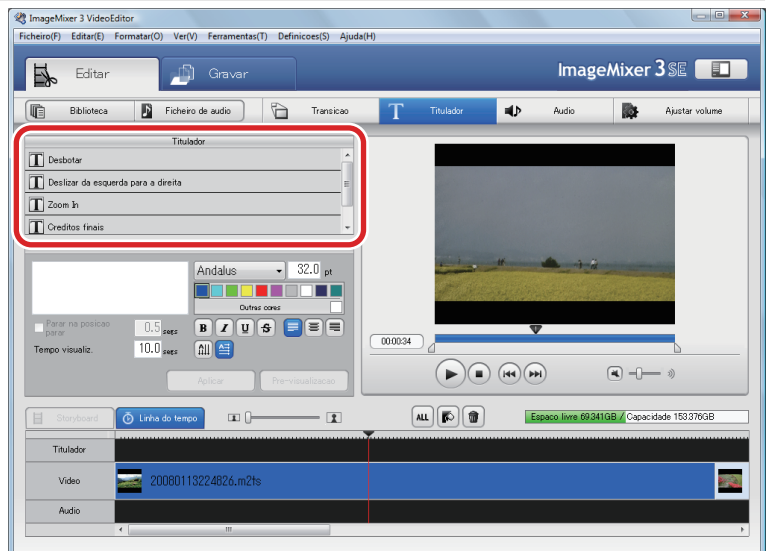 ImageMixer 3 VideoEditor
Ficheiro(F) Editar(E) Formatar(O) Ver(V) Ferramentas(T) Definicoes(S) Ajuda(H)
Editar Gravar ImageMixer 3 SE
Biblioteca Ficheiro de audio Transicao T Titulador Audio Ajustar volume
Titulador
T Desbotar
T Deslizar da esquerda para a direita
T Zoom In
T Creditos finais
Andalus 32.0 pt
Outras cores
Parar na posicao
parar
0.5 segs
B I U S
Tempo visualiz. 10.0 segs
Aplicar Pre-visualizacao
00:00:34
Storyboard Linha do tempo ALL Espaco livre 69.341GB / Capacidade 153.376GB
Titulador
Video 20080113224826.m2ts
Audio